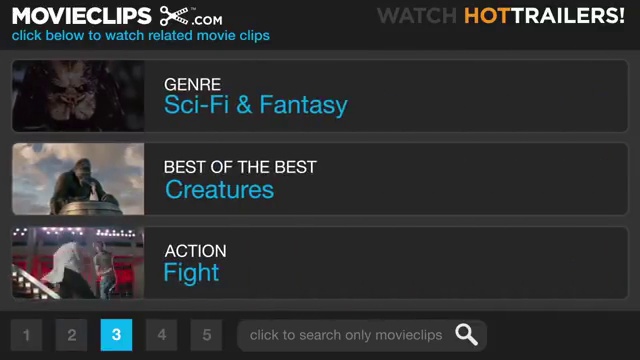 MOVIECLIPS™.COM
WATCH HOTTRAILERS!
click below to watch related movie clips
GENRE
Sci-Fi & Fantasy
BEST OF THE BEST
Creatures
ACTION
Fight
1 2 3 4 5 click to search only movieclips